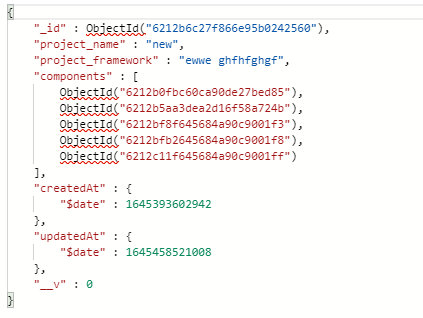 {
"_id" : ObjectId("6212b6c27f866e95b0242560"),
"project_name" : "new",
"project_framework" : "ewwe ghfhfghgf",
"components" : [
ObjectId("6212b0fbc60ca90de27bed85"),
ObjectId("6212b5aa3dea2d16f58a724b"),
ObjectId("6212bf8f645684a90c9001f3"),
ObjectId("6212bfb2645684a90c9001f8"),
ObjectId("6212c11f645684a90c9001ff")
],
"createdAt" : {
"$date" : 1645393602942
},
"updatedAt" : {
"$date" : 1645458521008
},
"__v" : 0
}